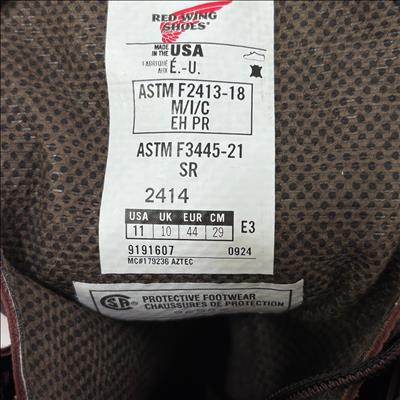 RED WING
SHOES®
MADE IN THE USA
FABRIQUÉ AUX É.-U.
ASTM F2413-18
M/I/C
EH PR
ASTM F3445-21
SR
2414
USA UK EUR CM
11 10 44 29 E3
9191607 0924
MC#179236 AZTEC
CSA PROTECTIVE FOOTWEAR
CHAUSSURES DE PROTECTION